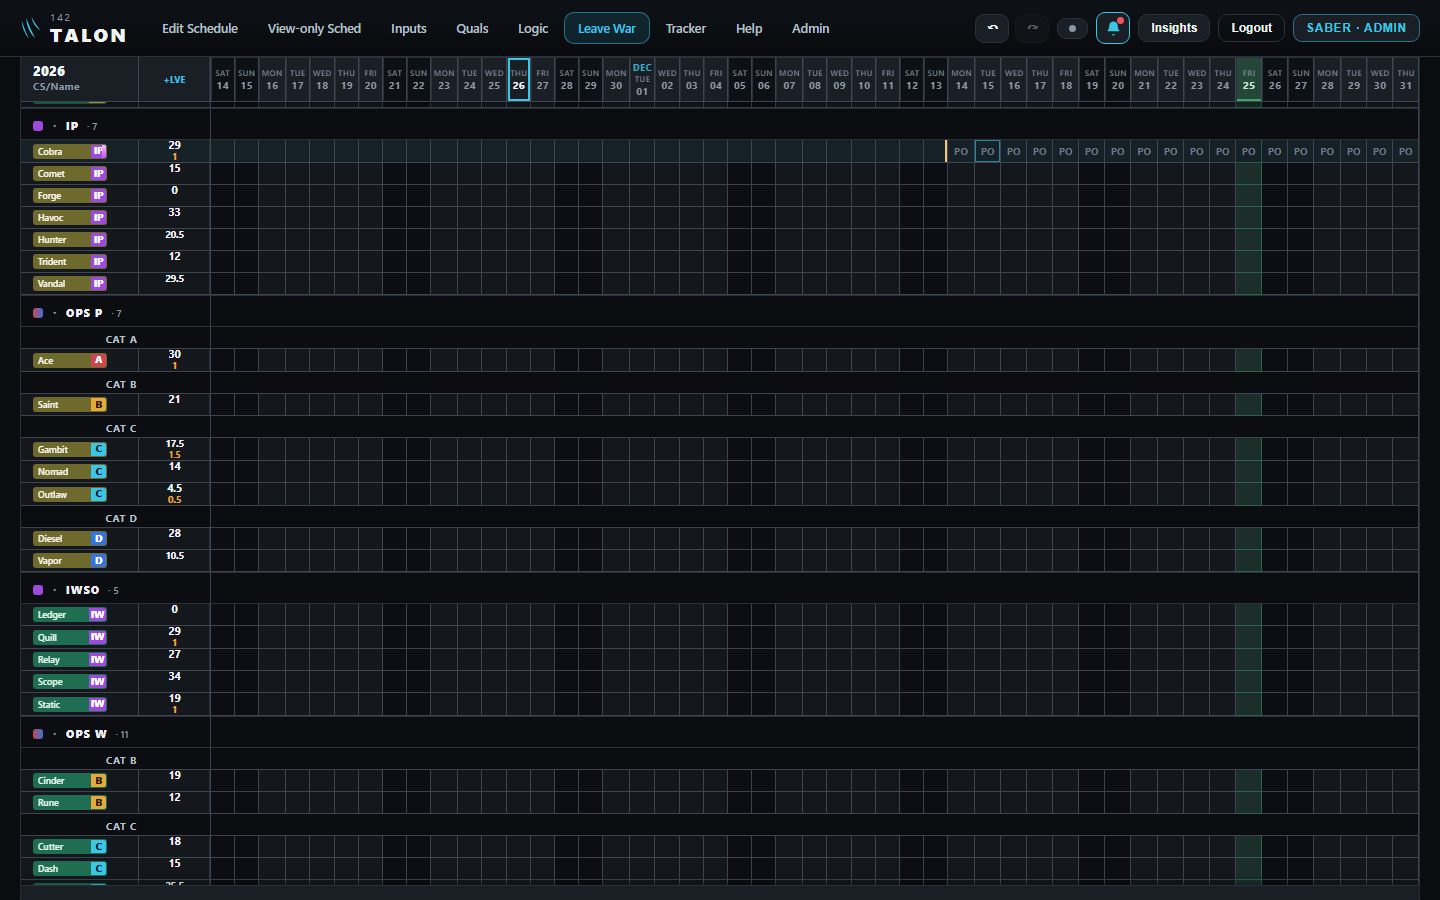 142
TALON
Edit Schedule View-only Sched Inputs Quals Logic Leave War Tracker Help Admin Insights Logout SABER · ADMIN
2026
CS/Name
+LVE
SAT 14 SUN 15 MON 16 TUE 17 WED 18 THU 19 FRI 20 SAT 21 SUN 22 MON 23 TUE 24 WED 25 THU 26 FRI 27 SAT 28 SUN 29 MON 30 DEC TUE 01 WED 02 THU 03 FRI 04 SAT 05 SUN 06 MON 07 TUE 08 WED 09 THU 10 FRI 11 SAT 12 SUN 13 MON 14 TUE 15 WED 16 THU 17 FRI 18 SAT 19 SUN 20 MON 21 TUE 22 WED 23 THU 24 FRI 25 SAT 26 SUN 27 MON 28 TUE 29 WED 30 THU 31
IP · 7
Cobra IP 29 1 PO PO PO PO PO PO PO PO PO PO PO PO PO PO PO PO PO PO
Comet IP 15
Forge IP 0
Havoc IP 33
Hunter IP 20.5
Trident IP 12
Vandal IP 29.5
OPS P · 7
CAT A
Ace A 30 1
CAT B
Saint B 21
CAT C
Gambit C 17.5 1.5
Nomad C 14
Outlaw C 4.5 0.5
CAT D
Diesel D 28
Vapor D 10.5
IWSO · 5
Ledger IW 0
Quill IW 29 1
Relay IW 27
Scope IW 34
Static IW 19 1
OPS W · 11
CAT B
Cinder B 19
Rune B 12
CAT C
Cutter C 18
Dash C 15